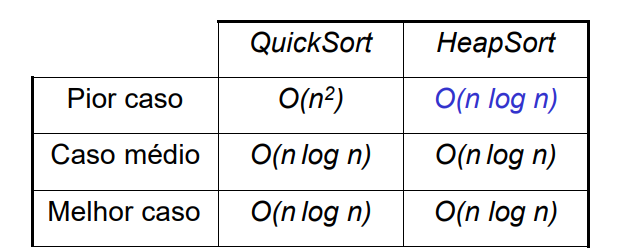 QuickSort HeapSort
Pior caso O(n²) O(n log n)
Caso médio O(n log n) O(n log n)
Melhor caso O(n log n) O(n log n)